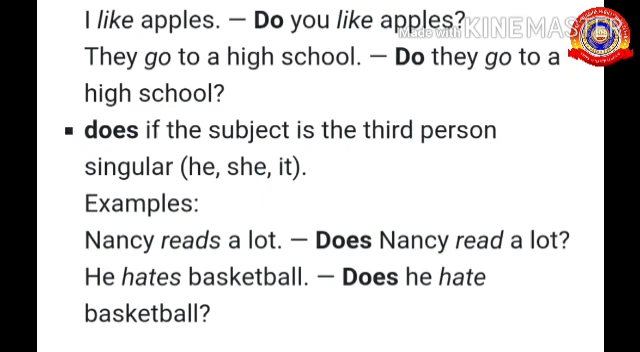 I like apples. — Do you like apples?
Made with KINEMASTER
They go to a high school. — Do they go to a
high school?
▪ does if the subject is the third person
singular (he, she, it).
Examples:
Nancy reads a lot. — Does Nancy read a lot?
He hates basketball. — Does he hate
basketball?